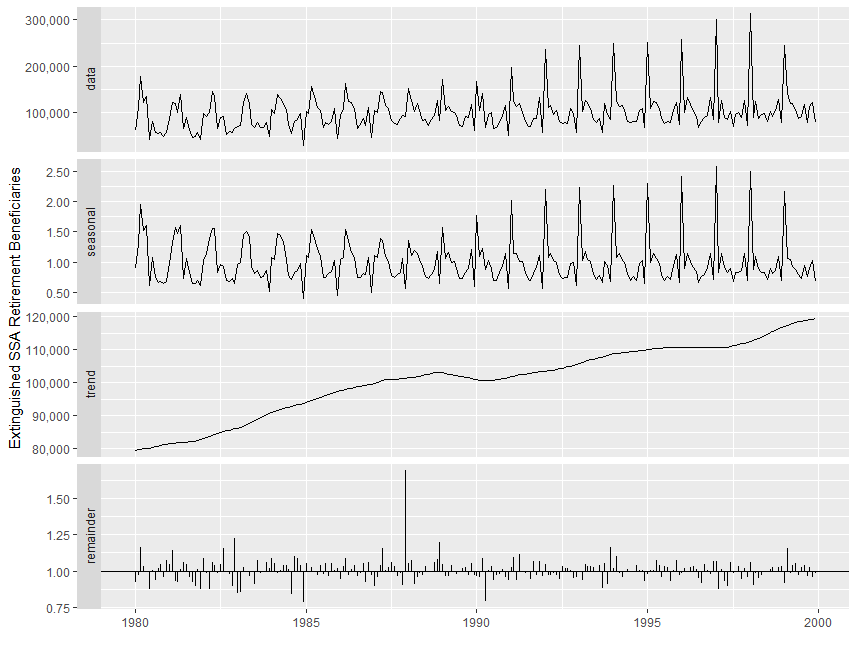 Extinguished SSA Retirement Beneficiaries
data
300,000
200,000
100,000
seasonal
2.50
2.00
1.50
1.00
0.50
trend
120,000
110,000
100,000
90,000
80,000
remainder
1.50
1.25
1.00
0.75
1980 1985 1990 1995 2000